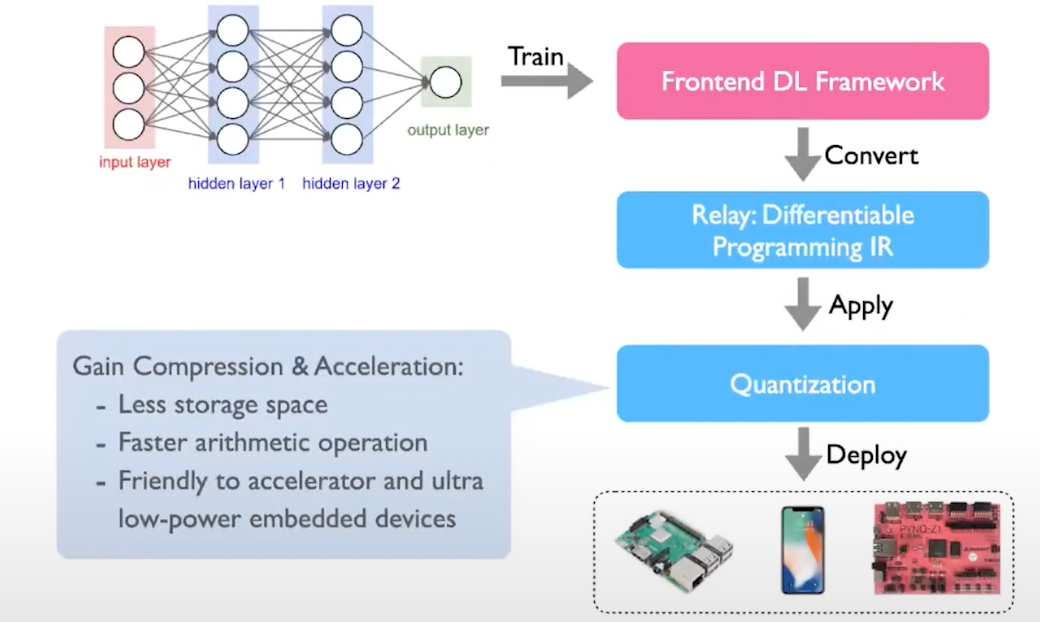 Train
Frontend DL Framework
input layer
hidden layer 1
hidden layer 2
output layer
Convert
Relay: Differentiable
Programming IR
Apply
Gain Compression & Acceleration:
- Less storage space
- Faster arithmetic operation
- Friendly to accelerator and ultra
low-power embedded devices
Quantization
Deploy
PYNQ-Z1